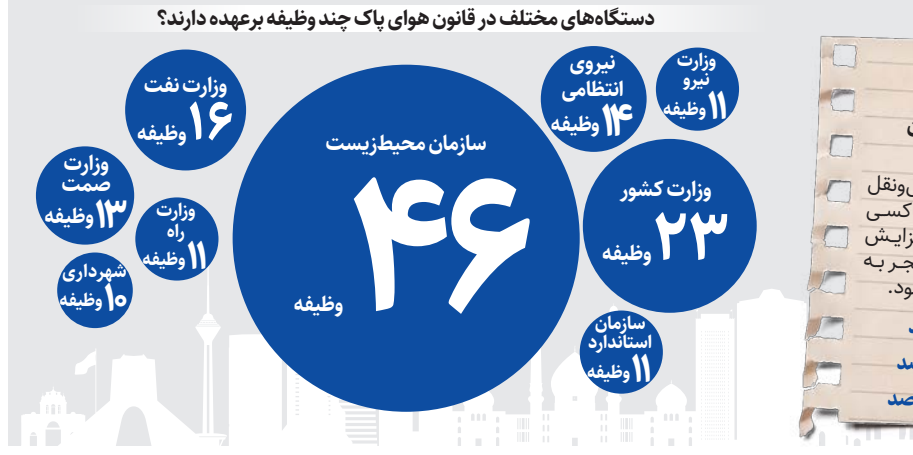 دستگاه‌های مختلف در قانون هوای پاک چند وظیفه برعهده دارند؟
وزارت
نیرو
۱۱ وظیفه
نیروی
انتظامی
۱۴ وظیفه
وزارت کشور
۲۳ وظیفه
سازمان
استاندارد
۱۱ وظیفه
سازمان محیط‌زیست
۴۶
وظیفه
وزارت نفت
۱۶ وظیفه
وزارت
صمت
۱۳ وظیفه
وزارت
راه
۱۱ وظیفه
شهرداری
۱۰ وظیفه
کسی